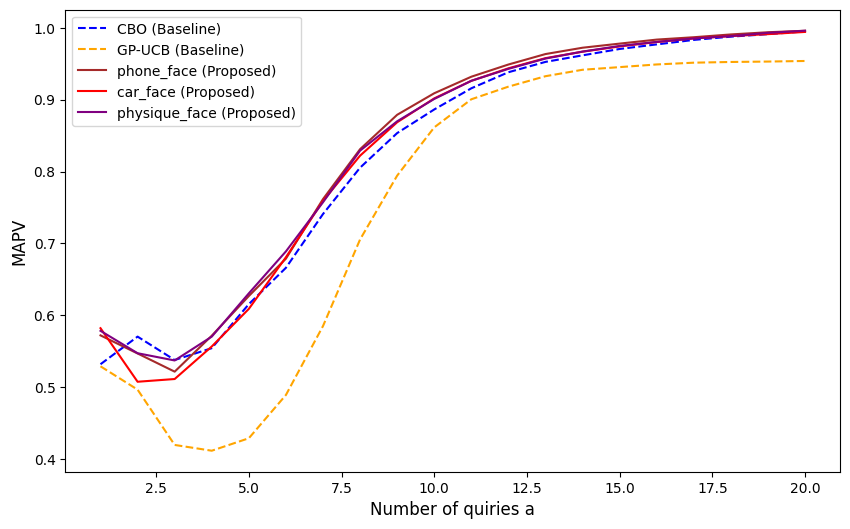 CBO (Baseline)
GP-UCB (Baseline)
phone_face (Proposed)
car_face (Proposed)
physique_face (Proposed)
MAPV
1.0
0.9
0.8
0.7
0.6
0.5
0.4
2.5
5.0
7.5
10.0
12.5
15.0
17.5
20.0
Number of quiries a